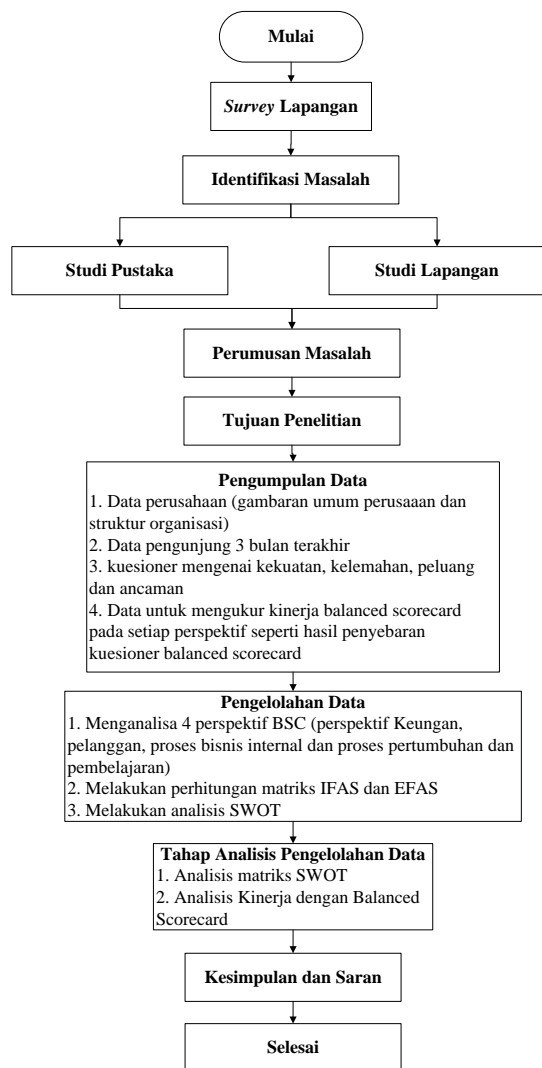 Mulai
Survey Lapangan
Identifikasi Masalah
Studi Pustaka
Studi Lapangan
Perumusan Masalah
Tujuan Penelitian
Pengumpulan Data
1. Data perusahaan (gambaran umum perusaaan dan
struktur organisasi)
2. Data pengunjung 3 bulan terakhir
3. kuesioner mengenai kekuatan, kelemahan, peluang
dan ancaman
4. Data untuk mengukur kinerja balanced scorecard
pada setiap perspektif seperti hasil penyebaran
kuesioner balanced scorecard
Pengelolahan Data
1. Menganalisa 4 perspektif BSC (perspektif Keungan,
pelanggan, proses bisnis internal dan proses pertumbuhan dan
pembelajaran)
2. Melakukan perhitungan matriks IFAS dan EFAS
3. Melakukan analisis SWOT
Tahap Analisis Pengelolahan Data
1. Analisis matriks SWOT
2. Analisis Kinerja dengan Balanced
Scorecard
Kesimpulan dan Saran
Selesai